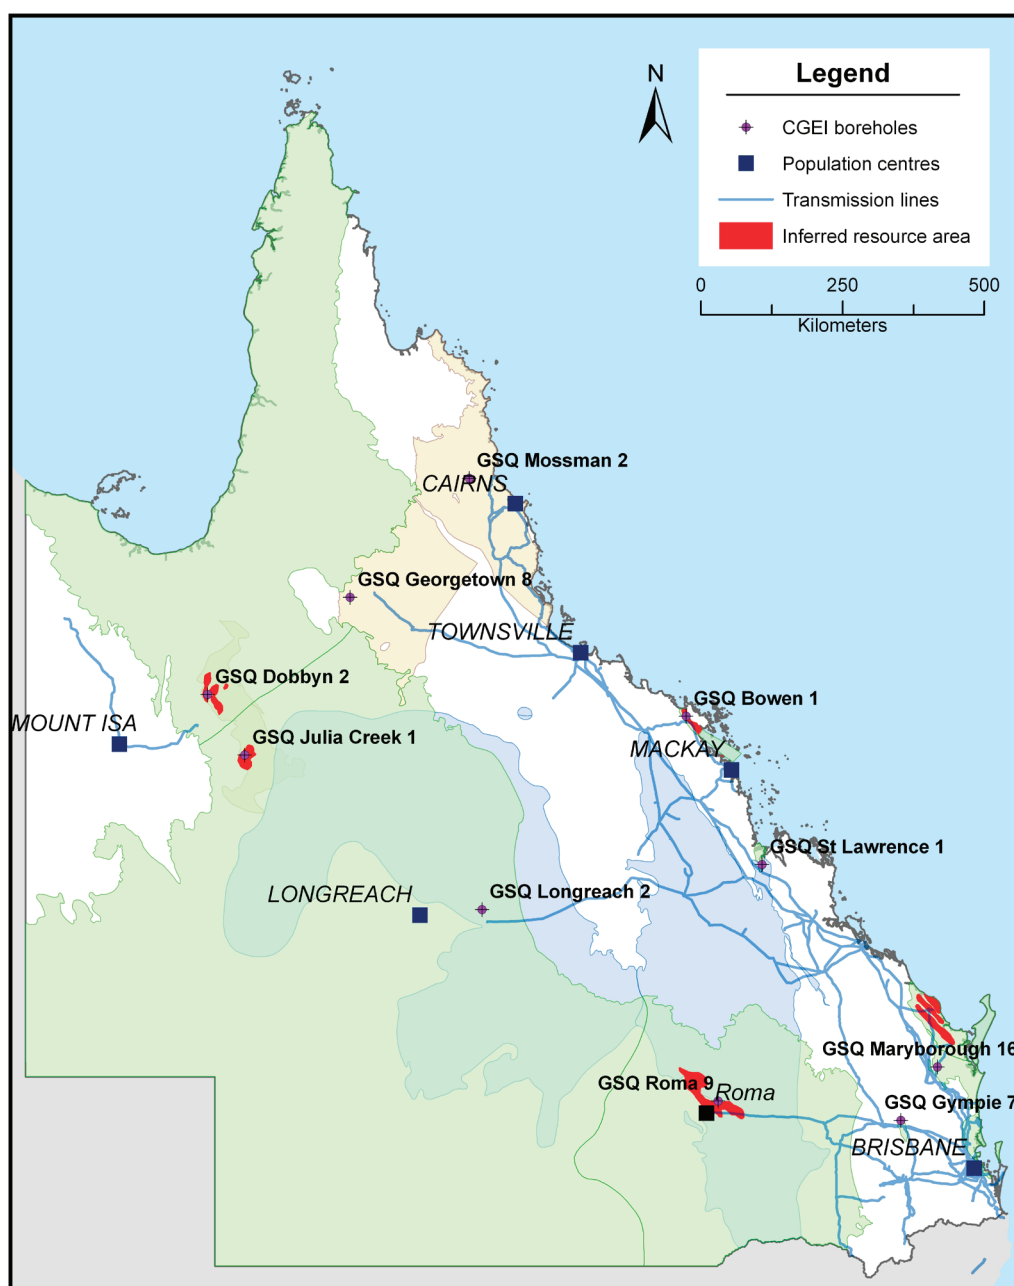 Legend
N
CGEI boreholes
Population centres
Transmission lines
Inferred resource area
0 250 500
Kilometers
GSQ Mossman 2
CAIRNS
GSQ Georgetown 8
TOWNSVILLE
GSQ Dobbyn 2
GSQ Bowen 1
MOUNT ISA
GSQ Julia Creek 1
MACKAY
GSQ St Lawrence 1
LONGREACH
GSQ Longreach 2
GSQ Maryborough 16
GSQ Roma 9
Roma
GSQ Gympie 7
BRISBANE